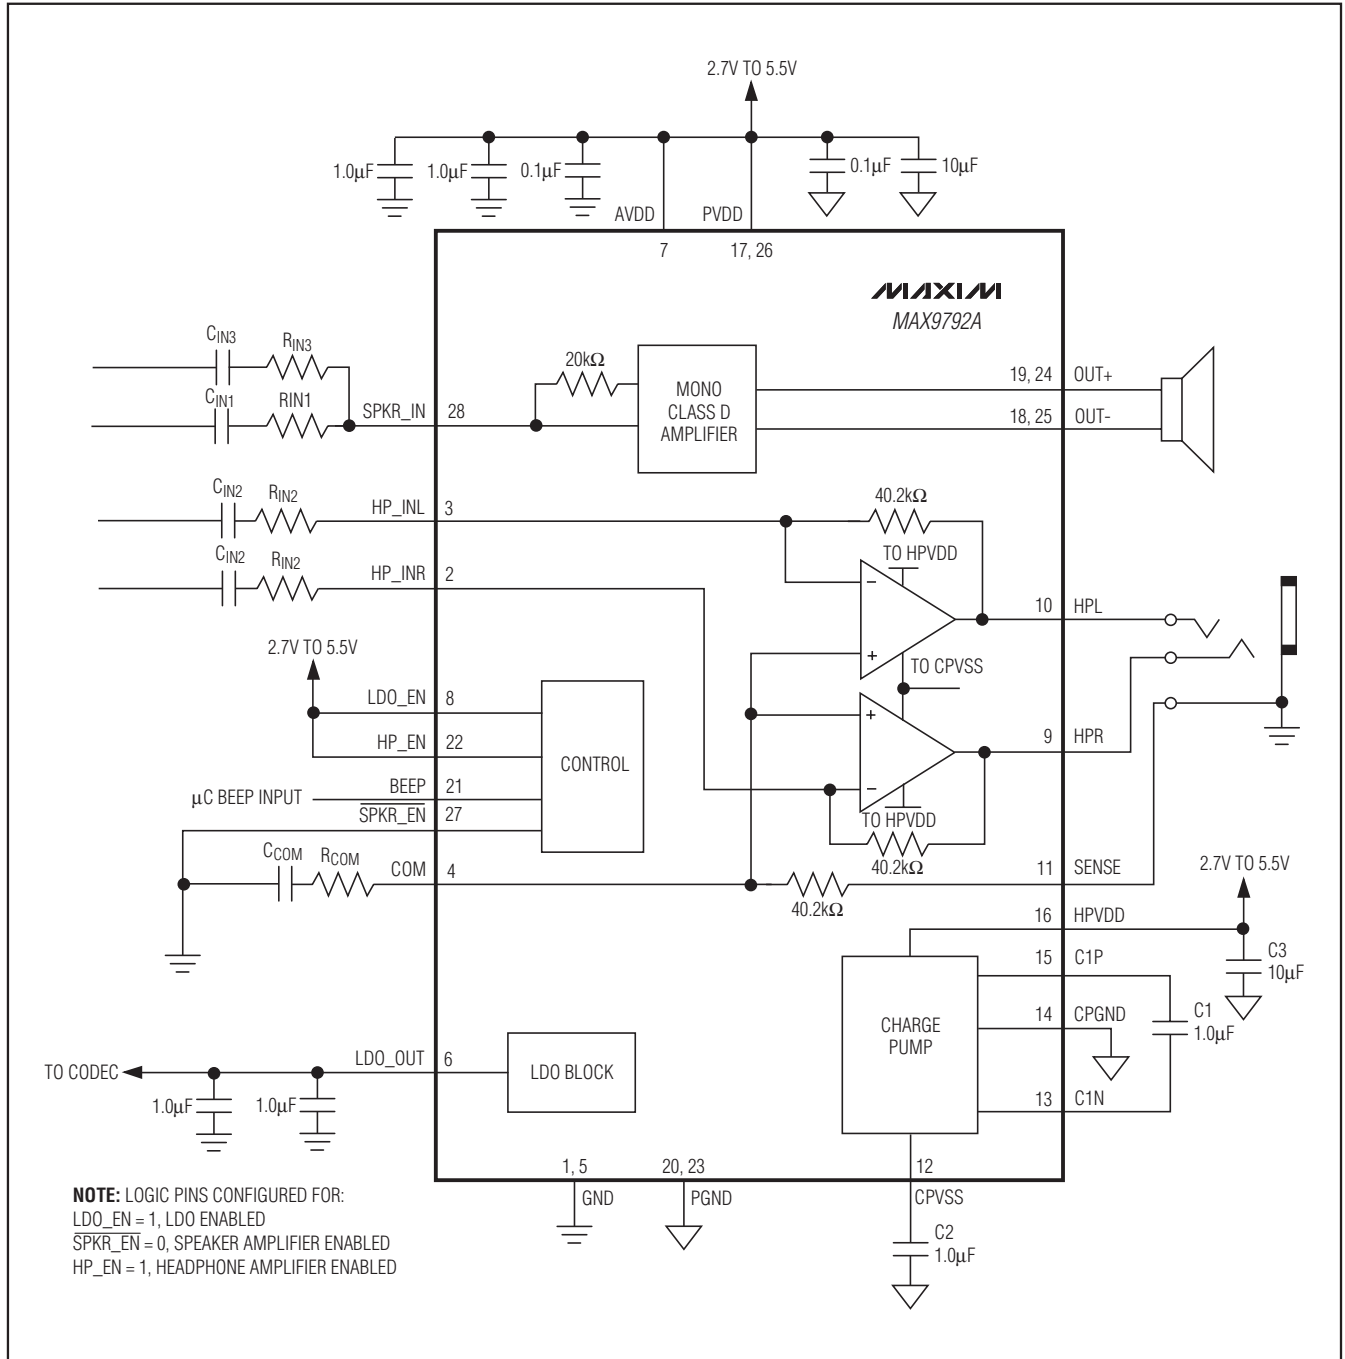 2.7V TO 5.5V
1.0µF
1.0µF
0.1µF
0.1µF
10µF
AVDD
PVDD
7
17, 26
MAXIM
MAX9792A
CIN3
RIN3
CIN1
RIN1
SPKR_IN
28
20kΩ
MONO
CLASS D
AMPLIFIER
19, 24
OUT+
18, 25
OUT-
CIN2
RIN2
HP_INL
3
40.2kΩ
TO HPVDD
CIN2
RIN2
HP_INR
2
-
+
10
HPL
TO CPVSS
2.7V TO 5.5V
LDO_EN
8
HP_EN
22
CONTROL
BEEP
21
µC BEEP INPUT
SPKR_EN
27
+
-
9
HPR
TO HPVDD
40.2kΩ
CCOM
RCOM
COM
4
40.2kΩ
11
SENSE
2.7V TO 5.5V
16
HPVDD
15
C1P
C3
10µF
CHARGE
PUMP
14
CPGND
C1
1.0µF
13
C1N
LDO_OUT
6
LDO BLOCK
TO CODEC
1.0µF
1.0µF
1, 5
GND
20, 23
PGND
12
CPVSS
C2
1.0µF
NOTE: LOGIC PINS CONFIGURED FOR:
LDO_EN = 1, LDO ENABLED
SPKR_EN = 0, SPEAKER AMPLIFIER ENABLED
HP_EN = 1, HEADPHONE AMPLIFIER ENABLED